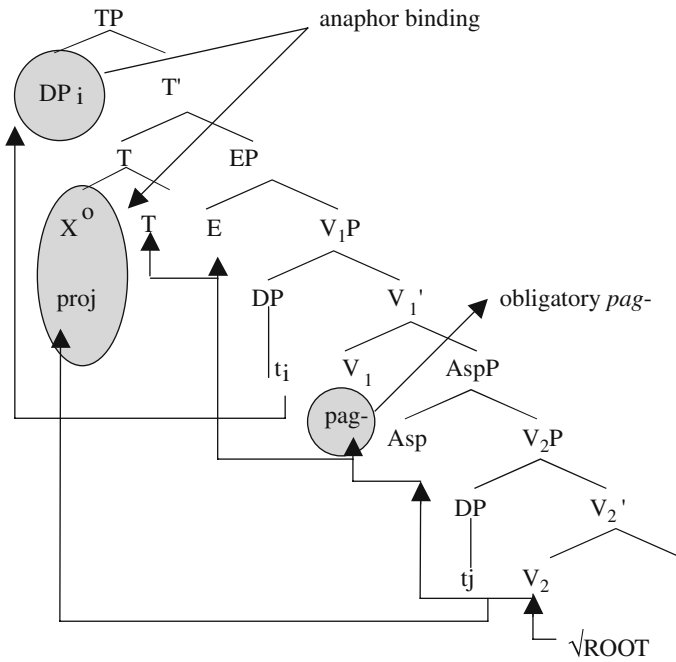 TP anaphor binding
DP i T'
T EP
X° T E V₁P
proj DP V₁' obligatory pag-
ti V₁ AspP
pag- Asp V₂P
DP V₂'
tj V₂
√ROOT